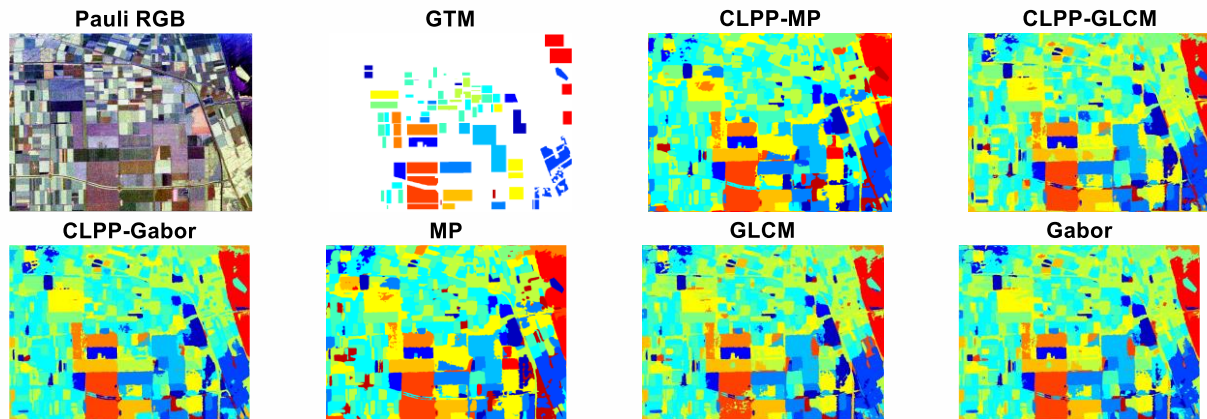 Pauli RGB
GTM
CLPP-MP
CLPP-GLCM
CLPP-Gabor
MP
GLCM
Gabor